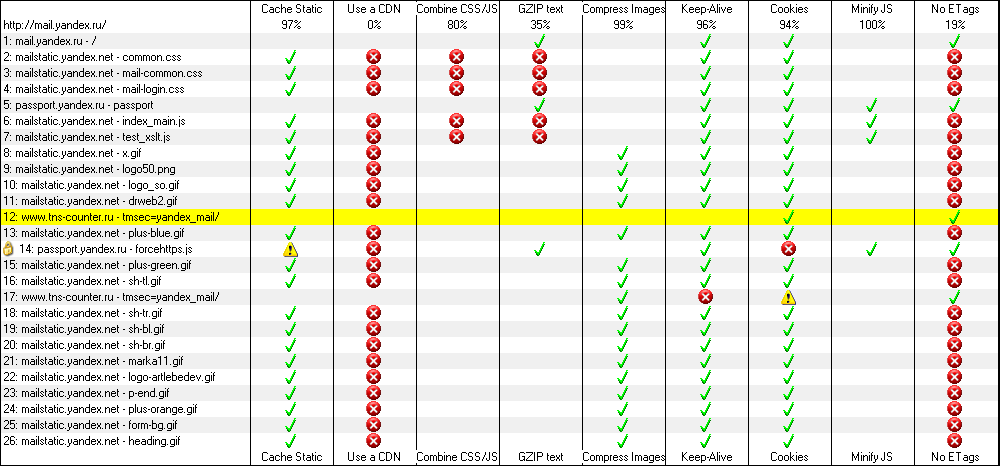 Cache Static Use a CDN Combine CSS/JS GZIP text Compress Images Keep-Alive Cookies Minify JS No ETags
http://mail.yandex.ru/ 97% 0% 80% 35% 99% 96% 94% 100% 19%
1: mail.yandex.ru - /
2: mailstatic.yandex.net - common.css
3: mailstatic.yandex.net - mail-common.css
4: mailstatic.yandex.net - mail-login.css
5: passport.yandex.ru - passport
6: mailstatic.yandex.net - index_main.js
7: mailstatic.yandex.net - test_xslt.js
8: mailstatic.yandex.net - x.gif
9: mailstatic.yandex.net - logo50.png
10: mailstatic.yandex.net - logo_so.gif
11: mailstatic.yandex.net - drweb2.gif
12: www.tns-counter.ru - tmsec=yandex_mail/
13: mailstatic.yandex.net - plus-blue.gif
14: passport.yandex.ru - forcehttps.js
15: mailstatic.yandex.net - plus-green.gif
16: mailstatic.yandex.net - sh-tl.gif
17: www.tns-counter.ru - tmsec=yandex_mail/
18: mailstatic.yandex.net - sh-tr.gif
19: mailstatic.yandex.net - sh-bl.gif
20: mailstatic.yandex.net - sh-br.gif
21: mailstatic.yandex.net - marka11.gif
22: mailstatic.yandex.net - logo-artlebedev.gif
23: mailstatic.yandex.net - p-end.gif
24: mailstatic.yandex.net - plus-orange.gif
25: mailstatic.yandex.net - form-bg.gif
26: mailstatic.yandex.net - heading.gif
Cache Static Use a CDN Combine CSS/JS GZIP text Compress Images Keep-Alive Cookies Minify JS No ETags